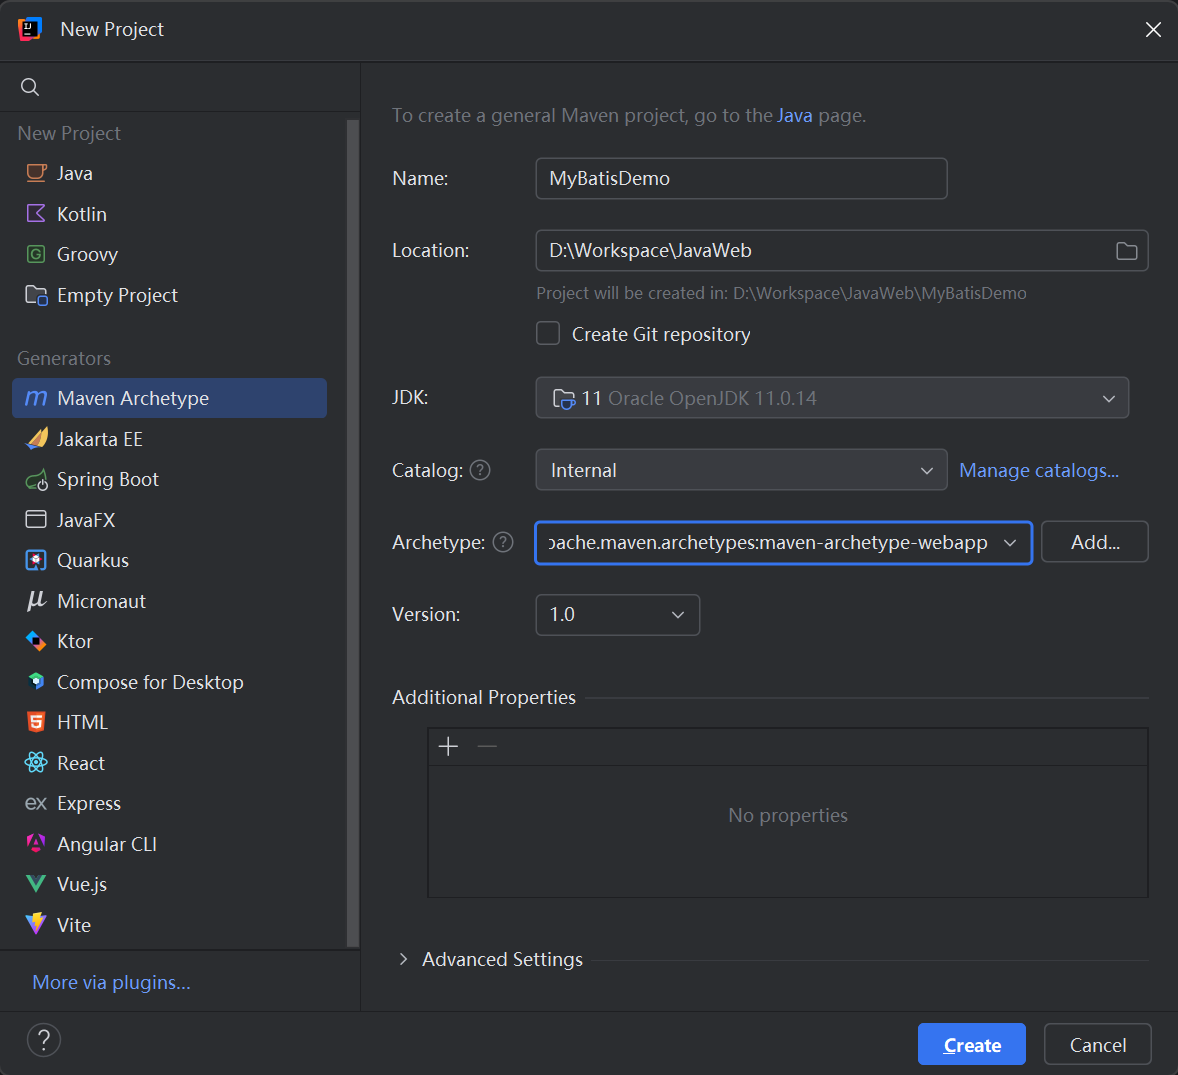 New Project
New Project
Java
Kotlin
Groovy
Empty Project
Generators
Maven Archetype
Jakarta EE
Spring Boot
JavaFX
Quarkus
Micronaut
Ktor
Compose for Desktop
HTML
React
Express
Angular CLI
Vue.js
Vite
More via plugins...
To create a general Maven project, go to the Java page.
Name: MyBatisDemo
Location: D:\Workspace\JavaWeb
Project will be created in: D:\Workspace\JavaWeb\MyBatisDemo
Create Git repository
JDK: 11 Oracle OpenJDK 11.0.14
Catalog: ? Internal Manage catalogs...
Archetype: ? pache.maven.archetypes:maven-archetype-webapp Add...
Version: 1.0
Additional Properties
No properties
Advanced Settings
? Create Cancel